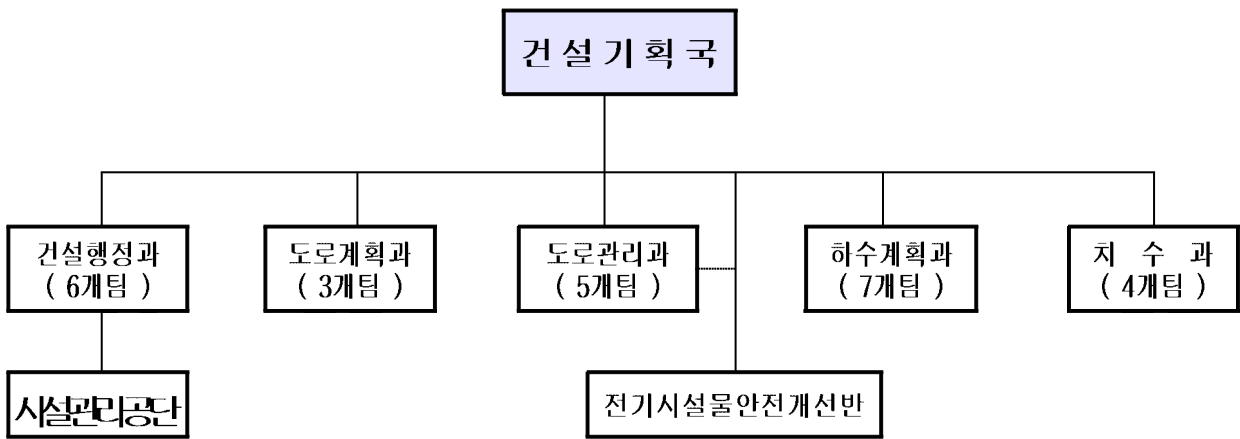 건 설 기 획 국
건설행정과
( 6개팀 )
도로계획과
( 3개팀 )
도로관리과
( 5개팀 )
하수계획과
( 7개팀 )
치 수 과
( 4개팀 )
시설관리공단
전기시설물안전개선반